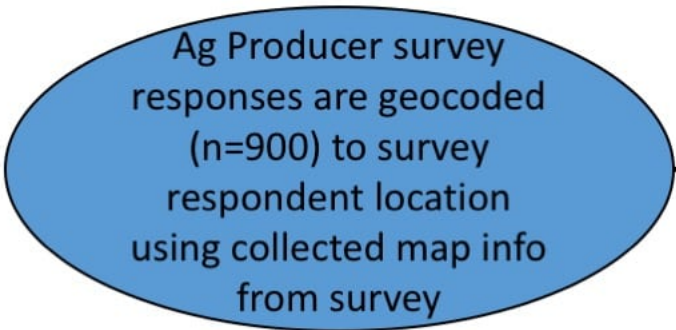 Ag Producer survey
responses are geocoded
(n=900) to survey
respondent location
using collected map info
from survey